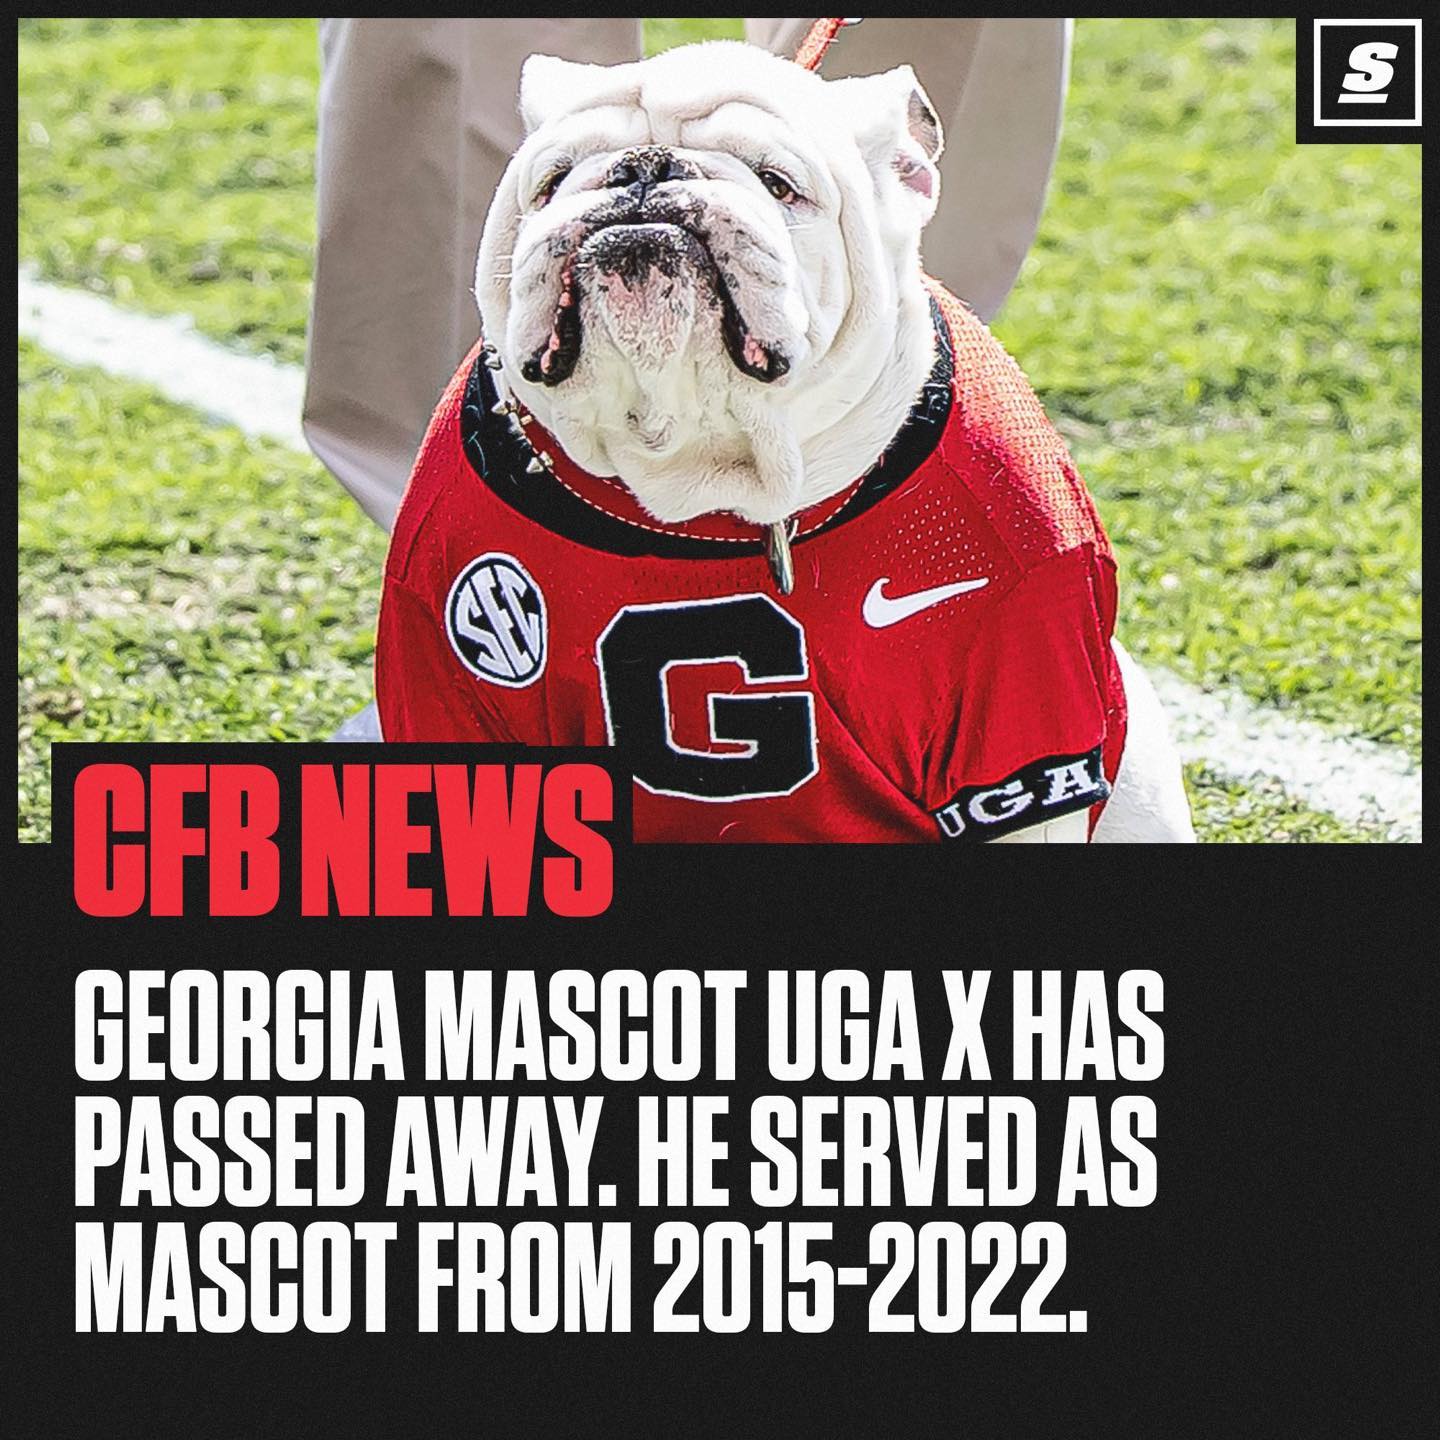 S
SEC
G
UGA
CFB NEWS
GEORGIA MASCOT UGA X HAS
PASSED AWAY. HE SERVED AS
MASCOT FROM 2015-2022.